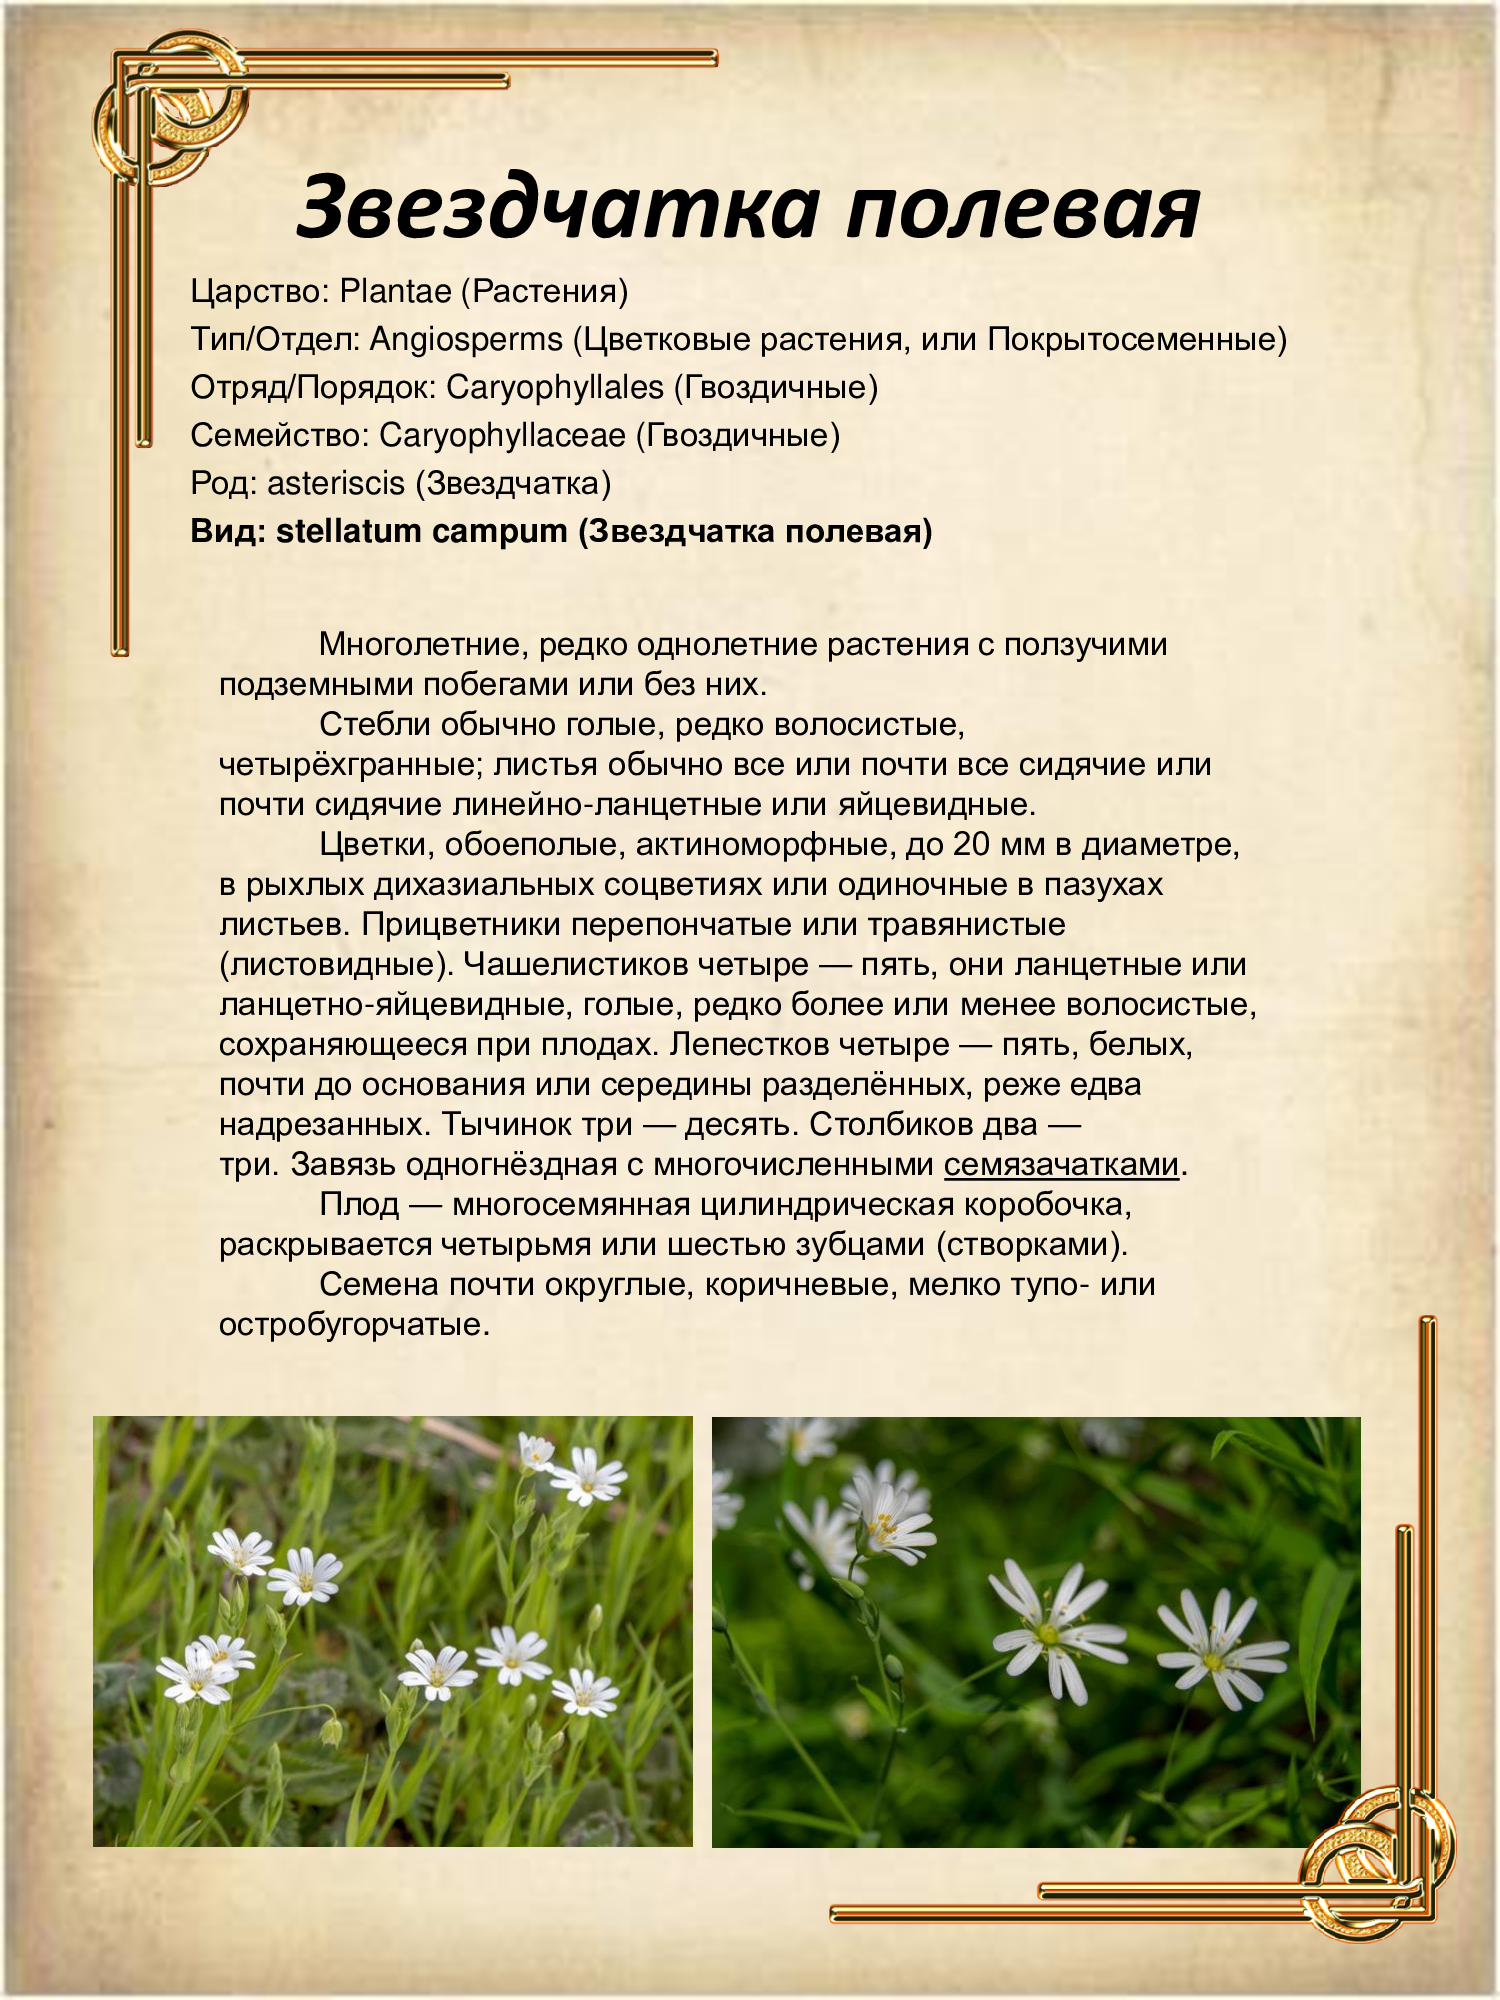 Звездчатка полевая
Царство: Plantae (Растения)
Тип/Отдел: Angiosperms (Цветковые растения, или Покрытосеменные)
Отряд/Порядок: Caryophyllales (Гвоздичные)
Семейство: Caryophyllaceae (Гвоздичные)
Род: asteriscis (Звездчатка)
Вид: stellatum campum (Звездчатка полевая)
Многолетние, редко однолетние растения с ползучими
подземными побегами или без них.
Стебли обычно голые, редко волосистые,
четырёхгранные; листья обычно все или почти все сидячие или
почти сидячие линейно-ланцетные или яйцевидные.
Цветки, обоеполые, актиноморфные, до 20 мм в диаметре,
в рыхлых дихазиальных соцветиях или одиночные в пазухах
листьев. Прицветники перепончатые или травянистые
(листовидные). Чашелистиков четыре — пять, они ланцетные или
ланцетно-яйцевидные, голые, редко более или менее волосистые,
сохраняющееся при плодах. Лепестков четыре — пять, белых,
почти до основания или середины разделённых, реже едва
надрезанных. Тычинок три — десять. Столбиков два —
три. Завязь одногнёздная с многочисленными семязачатками.
Плод — многосемянная цилиндрическая коробочка,
раскрывается четырьмя или шестью зубцами (створками).
Семена почти округлые, коричневые, мелко тупо- или
остробугорчатые.